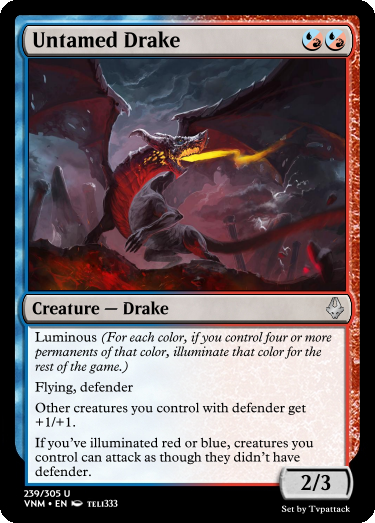 Untamed Drake
Creature — Drake
Luminous (For each color, if you control four or more
permanents of that color, illuminate that color for the
rest of the game.)
Flying, defender
Other creatures you control with defender get
+1/+1.
If you've illuminated red or blue, creatures you
control can attack as though they didn't have
defender.
2/3
239/305 U
VNM • EN TELI333
Set by Tvpattack